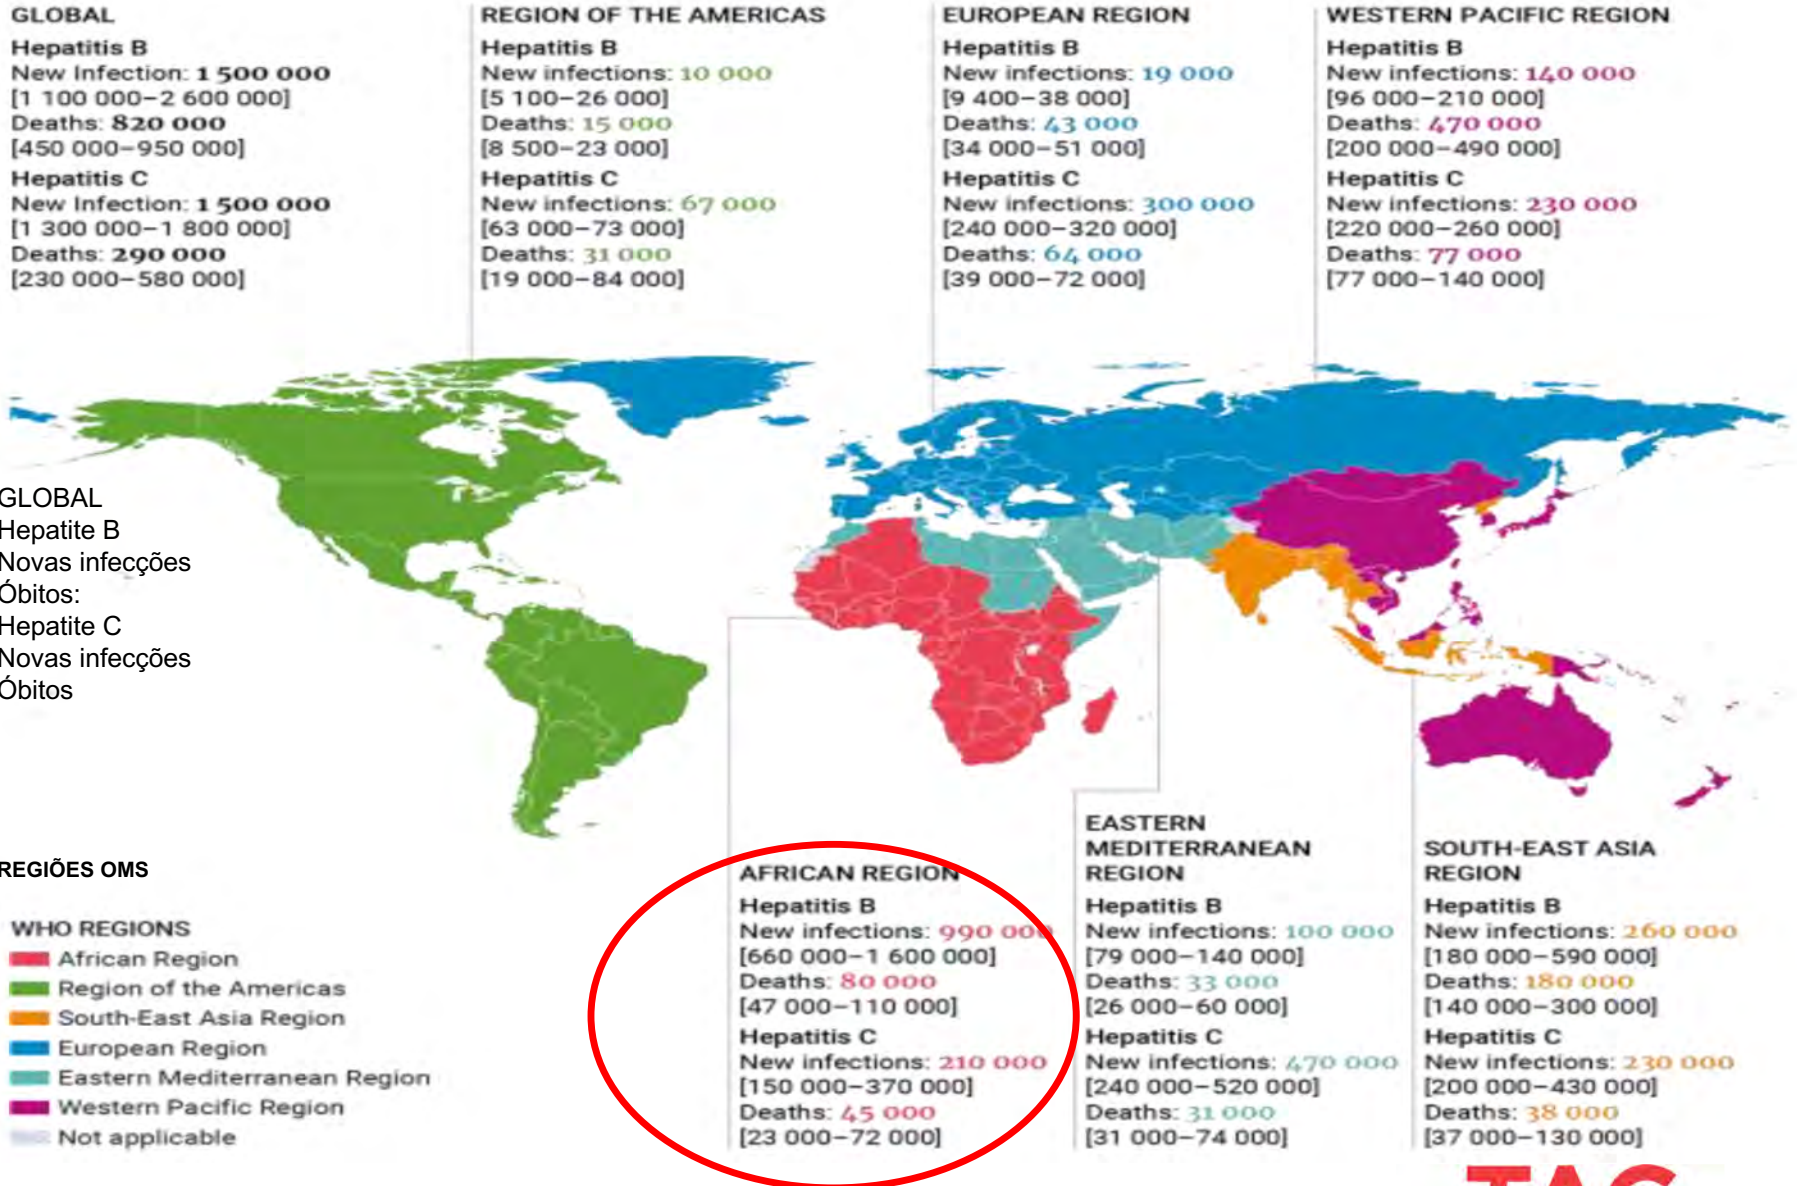 GLOBAL
Hepatitis B
New Infection: 1 500 000
[1 100 000–2 600 000]
Deaths: 820 000
[450 000–950 000]
Hepatitis C
New Infection: 1 500 000
[1 300 000–1 800 000]
Deaths: 290 000
[230 000–580 000]
REGION OF THE AMERICAS
Hepatitis B
New infections: 10 000
[5 100–26 000]
Deaths: 15 000
[8 500–23 000]
Hepatitis C
New infections: 67 000
[63 000–73 000]
Deaths: 31 000
[19 000–84 000]
EUROPEAN REGION
Hepatitis B
New infections: 19 000
[9 400–38 000]
Deaths: 43 000
[34 000–51 000]
Hepatitis C
New infections: 300 000
[240 000–320 000]
Deaths: 64 000
[39 000–72 000]
WESTERN PACIFIC REGION
Hepatitis B
New infections: 140 000
[96 000–210 000]
Deaths: 470 000
[200 000–490 000]
Hepatitis C
New infections: 230 000
[220 000–260 000]
Deaths: 77 000
[77 000–140 000]
GLOBAL
Hepatite B
Novas infecções
Óbitos:
Hepatite C
Novas infecções
Óbitos
REGIÕES OMS
WHO REGIONS
African Region
Region of the Americas
South-East Asia Region
European Region
Eastern Mediterranean Region
Western Pacific Region
Not applicable
AFRICAN REGION
Hepatitis B
New infections: 990 000
[660 000–1 600 000]
Deaths: 80 000
[47 000–110 000]
Hepatitis C
New infections: 210 000
[150 000–370 000]
Deaths: 45 000
[23 000–72 000]
EASTERN
MEDITERRANEAN
REGION
Hepatitis B
New infections: 100 000
[79 000–140 000]
Deaths: 33 000
[26 000–60 000]
Hepatitis C
New infections: 470 000
[240 000–520 000]
Deaths: 31 000
[31 000–74 000]
SOUTH-EAST ASIA
REGION
Hepatitis B
New infections: 260 000
[180 000–590 000]
Deaths: 180 000
[140 000–300 000]
Hepatitis C
New infections: 230 000
[200 000–430 000]
Deaths: 38 000
[37 000–130 000]